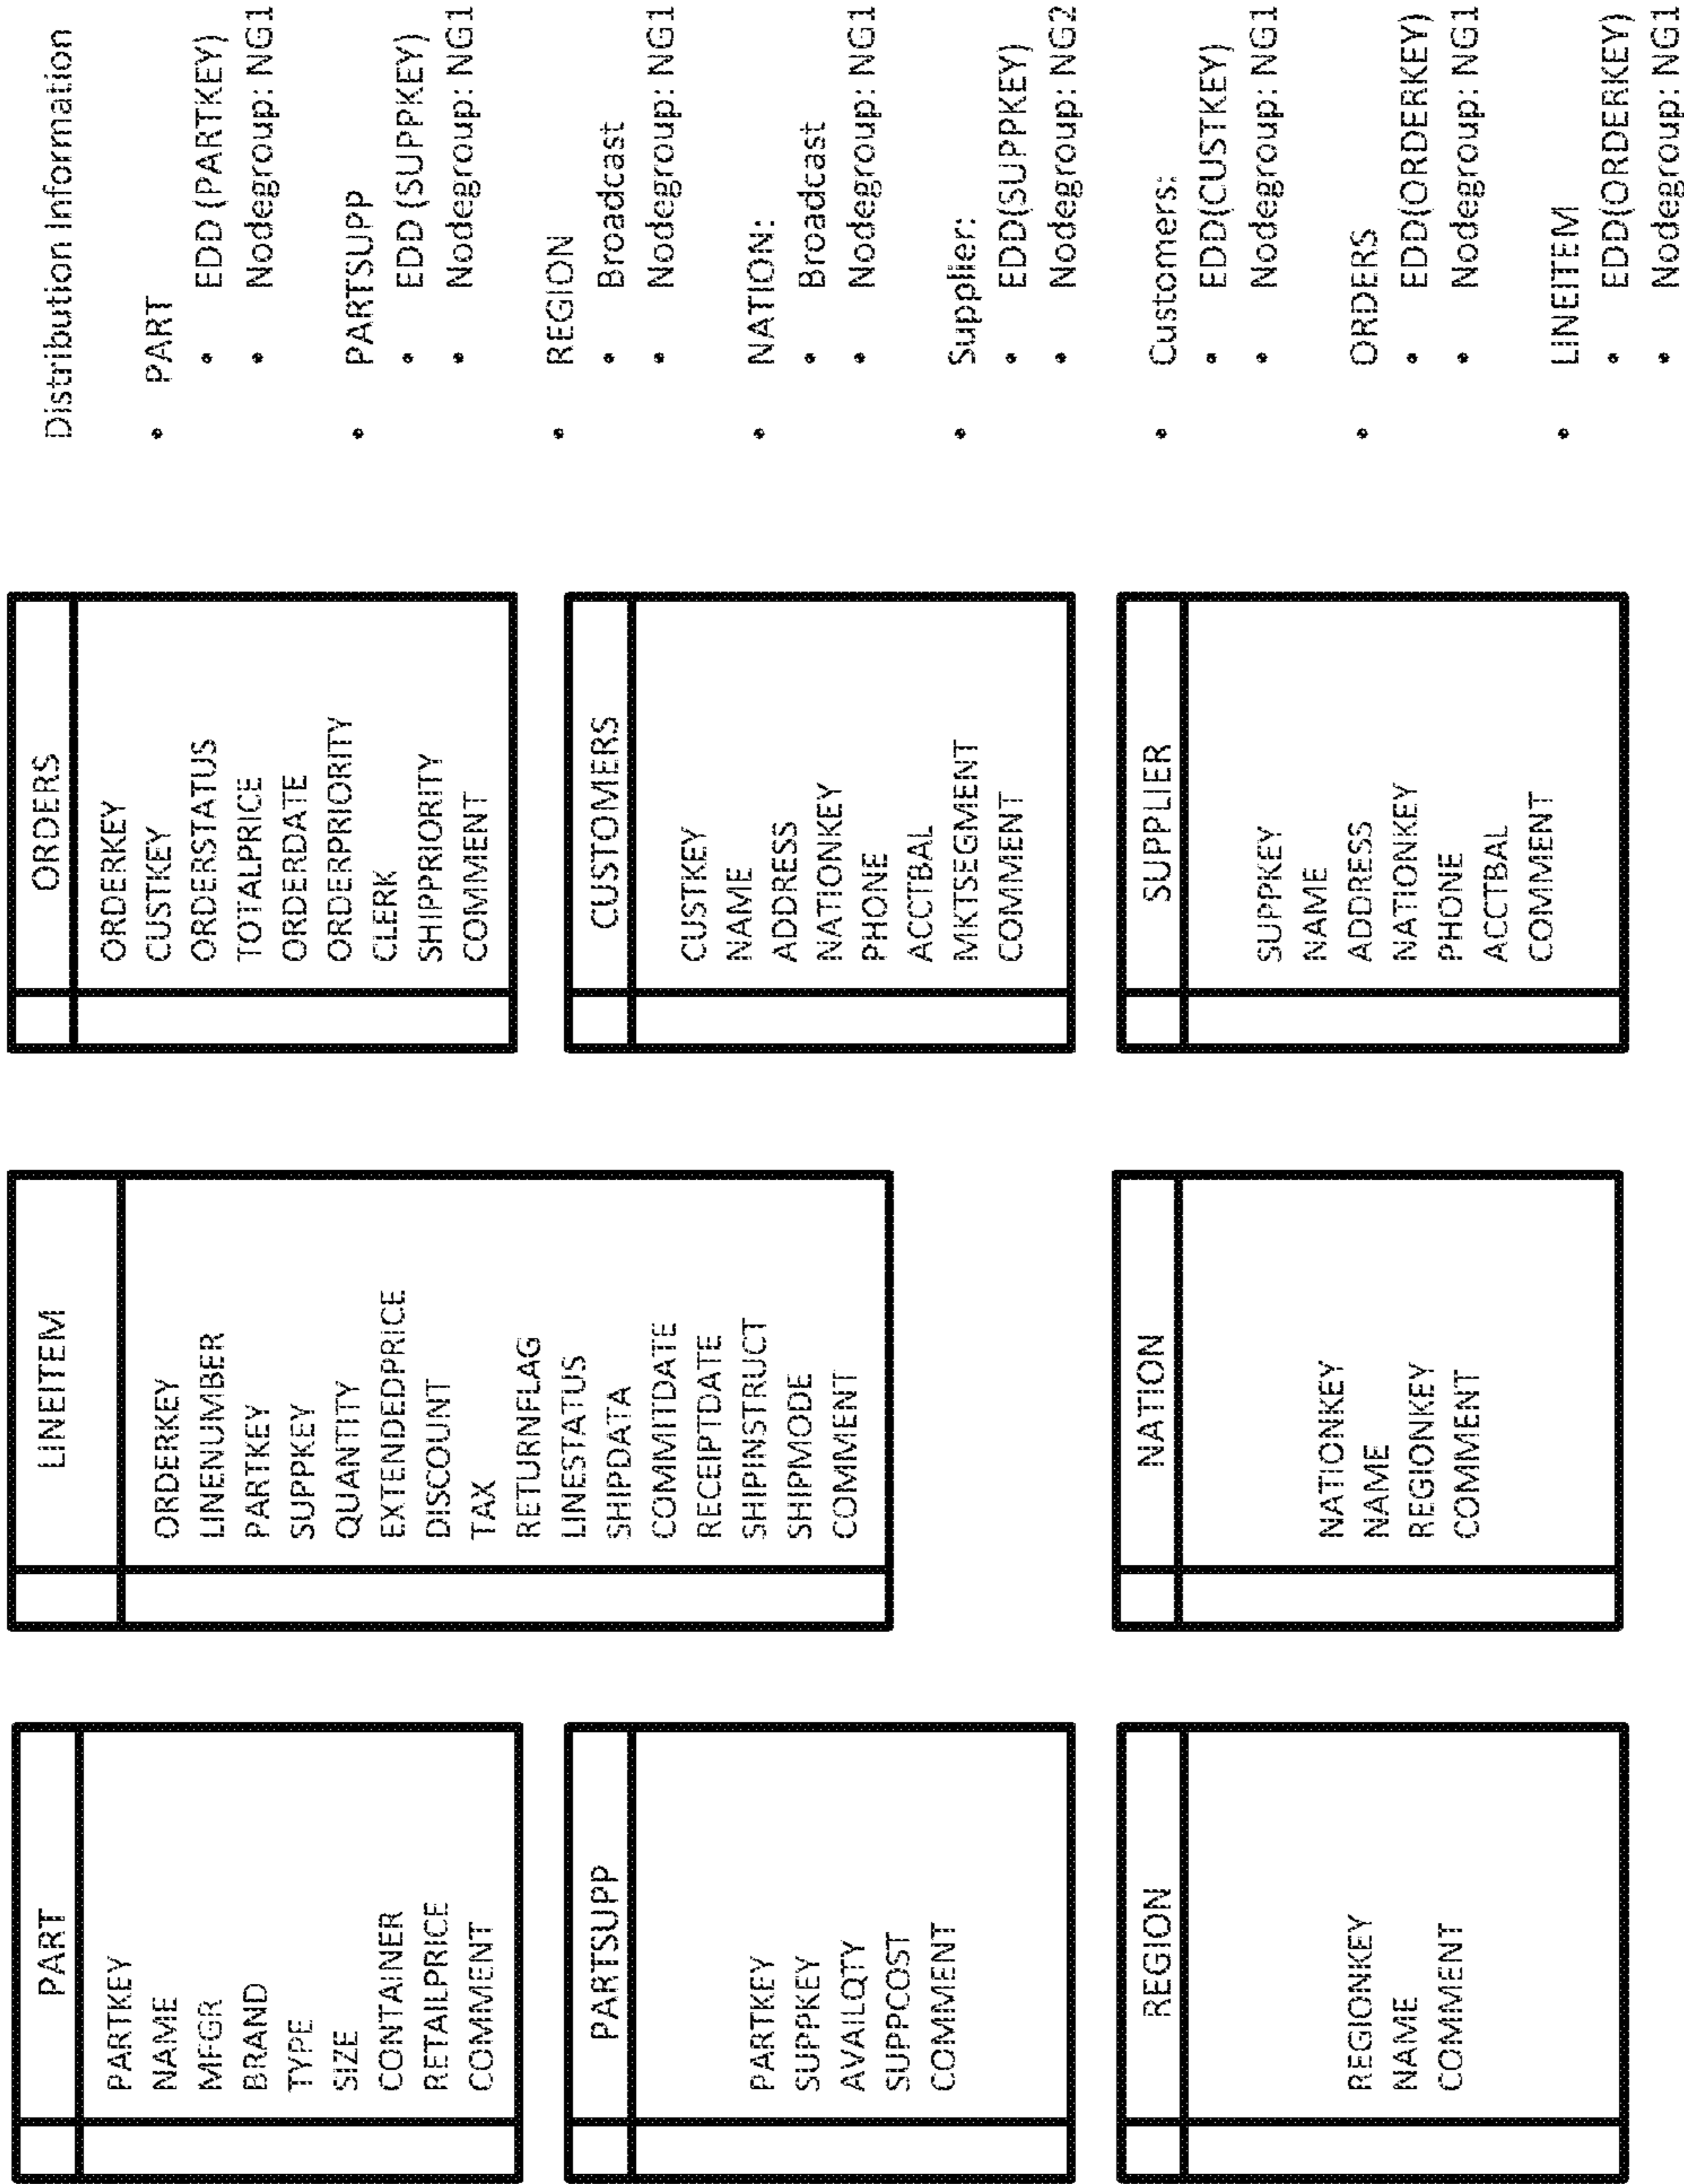 PART
PARTKEY
NAME
MFGR
BRAND
TYPE
SIZE
CONTAINER
RETAILPRICE
COMMENT
PARTSUPP
PARTKEY
SUPPKEY
AVAILQTY
SUPPCOST
COMMENT
REGION
REGIONKEY
NAME
COMMENT
LINEITEM
ORDERKEY
LINENUMBER
PARTKEY
SUPPKEY
QUANTITY
EXTENDEDPRICE
DISCOUNT
TAX
RETURNFLAG
LINESTATUS
SHIPDATA
COMMITDATE
RECEIPTDATE
SHIPINSTRUCT
SHIPMODE
COMMENT
NATION
NATIONKEY
NAME
REGIONKEY
COMMENT
ORDERS
ORDERKEY
CUSTKEY
ORDERSTATUS
TOTALPRICE
ORDERDATE
ORDERPRIORITY
CLERK
SHIPPRIORITY
COMMENT
CUSTOMERS
CUSTKEY
NAME
ADDRESS
NATIONKEY
PHONE
ACCTBAL
MKTSEGMENT
COMMENT
SUPPLIER
SUPPKEY
NAME
ADDRESS
NATIONKEY
PHONE
ACCTBAL
COMMENT
Distribution Information
• PART
• EDD (PARTKEY)
• Nodegroup: NG1
• PARTSUPP
• EDD (SUPPKEY)
• Nodegroup: NG1
• REGION
• Broadcast
• Nodegroup: NG1
• NATION:
• Broadcast
• Nodegroup: NG1
• Supplier:
• EDD(SUPPKEY)
• Nodegroup: NG2
• Customers:
• EDD(CUSTKEY)
• Nodegroup: NG1
• ORDERS
• EDD(ORDERKEY)
• Nodegroup: NG1
• LINEITEM
• EDD(ORDERKEY)
• Nodegroup: NG1